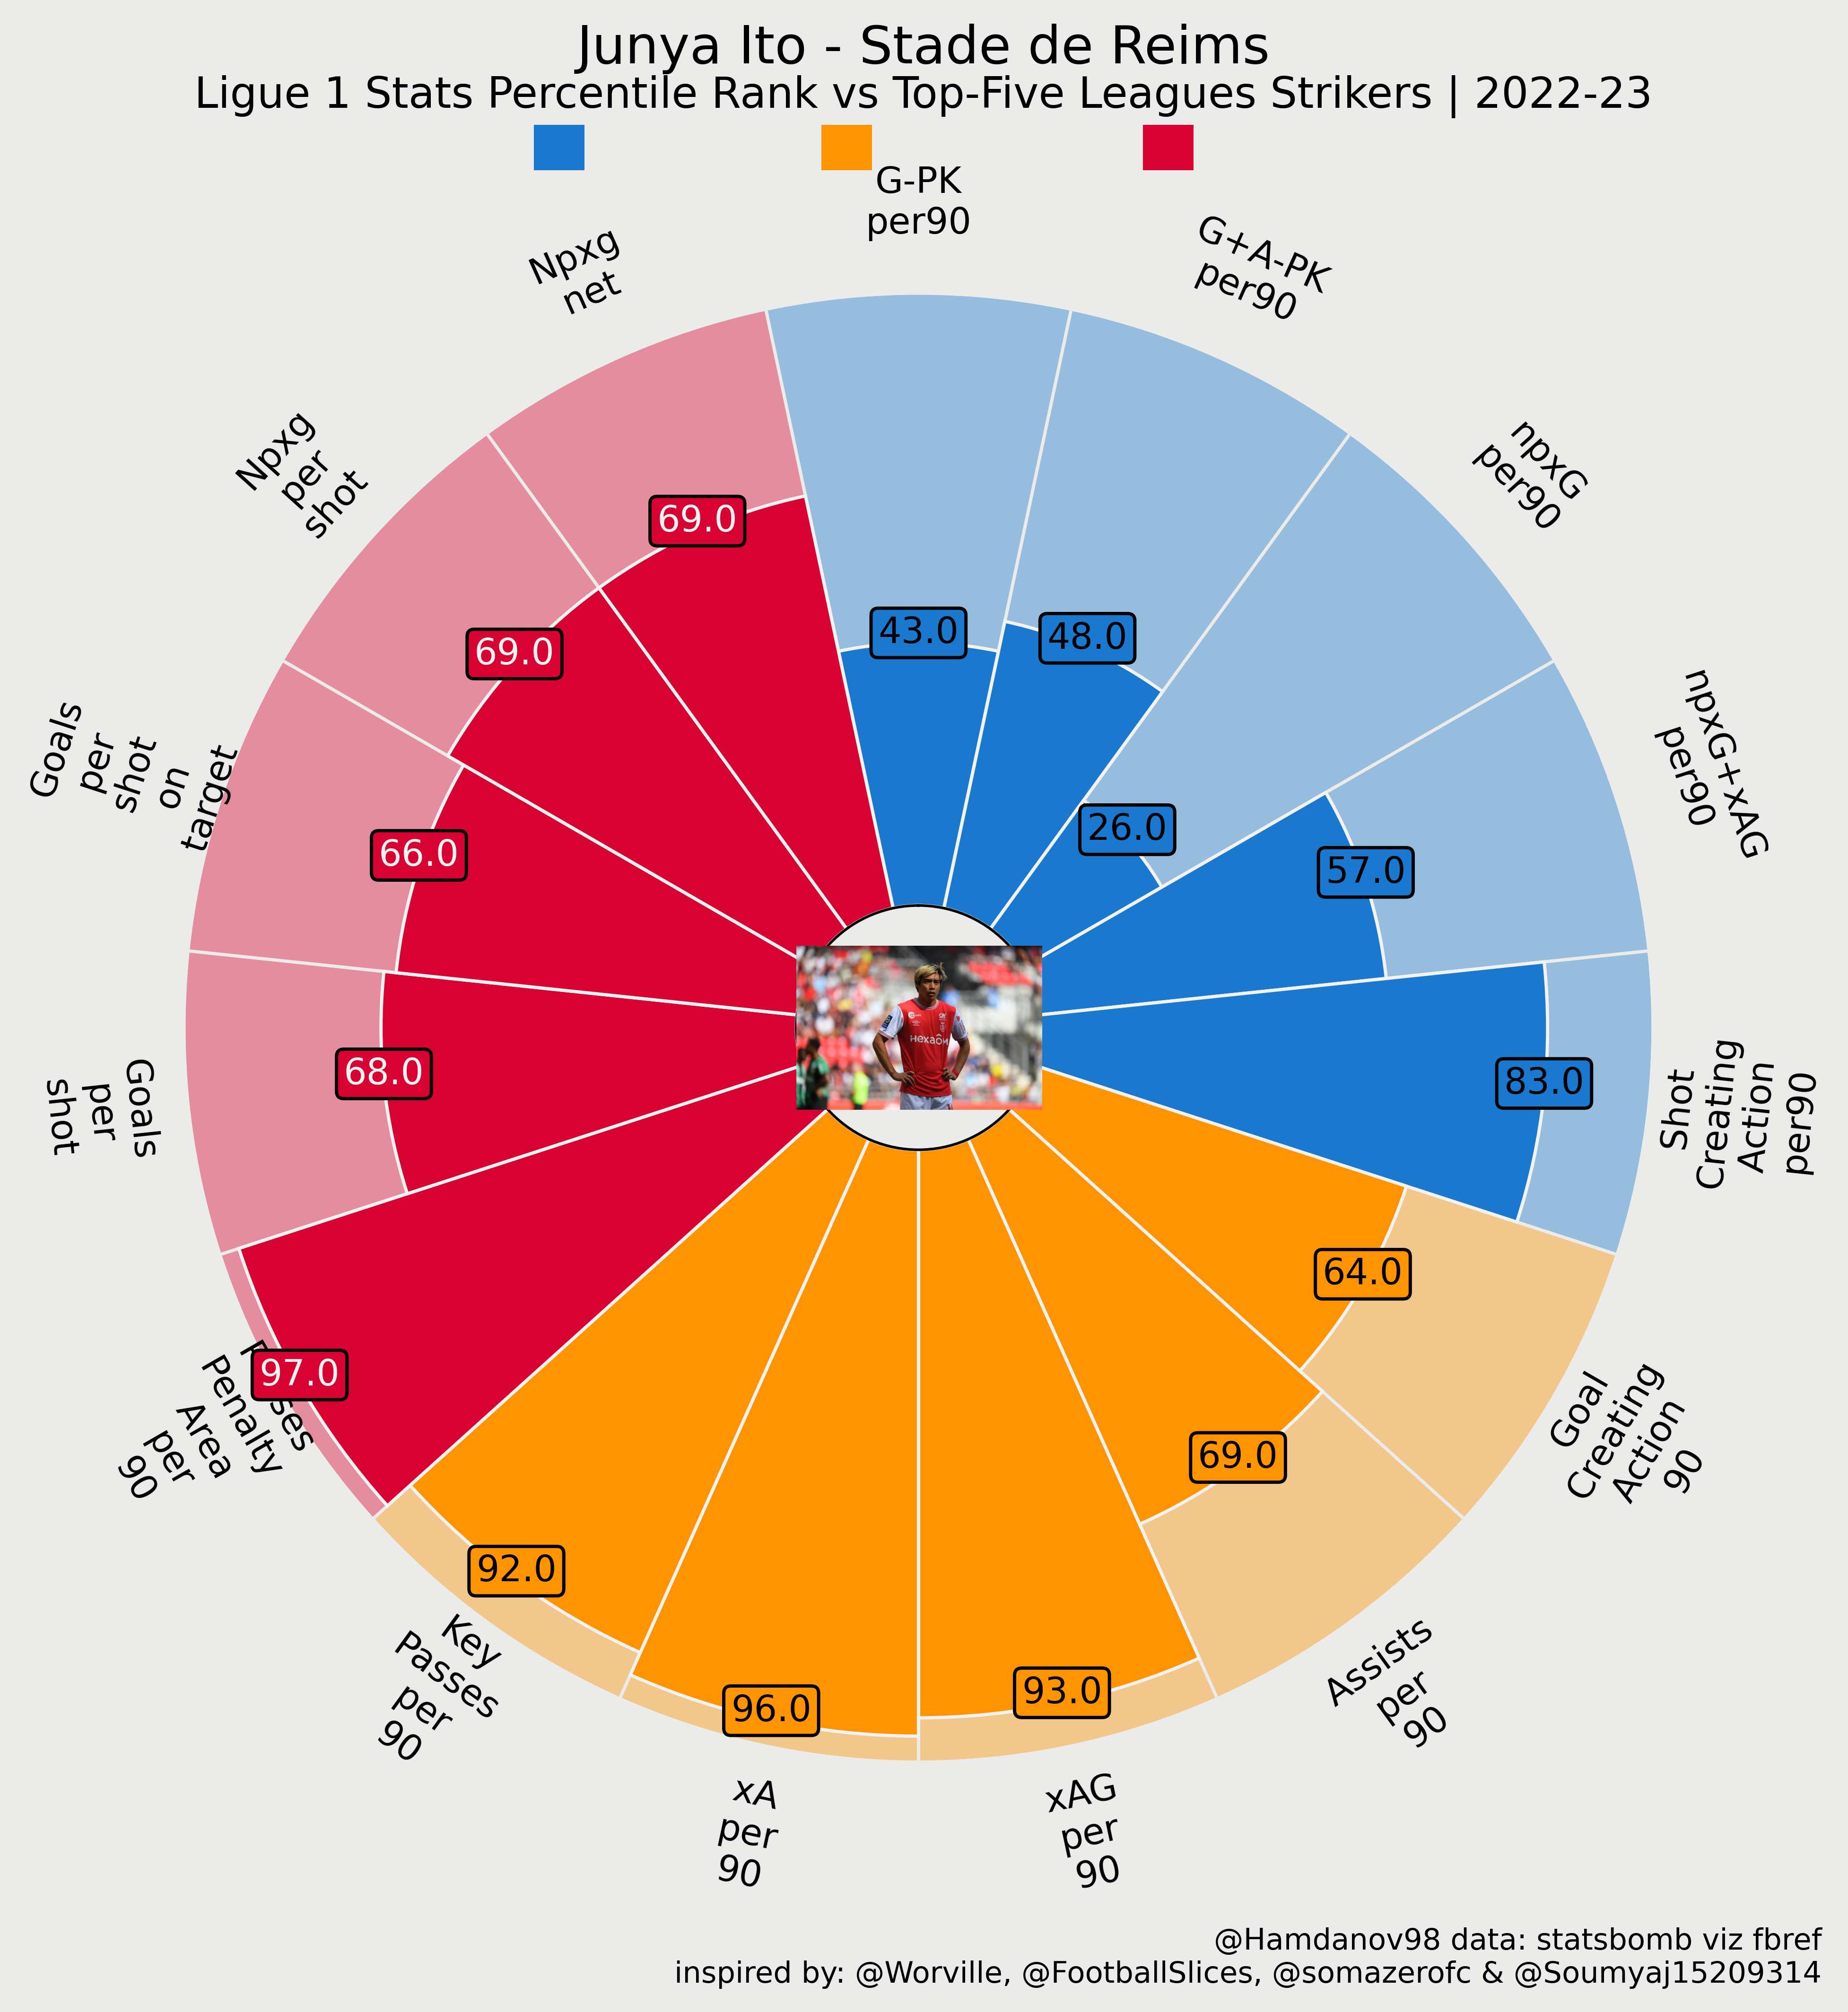 Junya Ito - Stade de Reims
Ligue 1 Stats Percentile Rank vs Top-Five Leagues Strikers | 2022-23
G-PK
per90
G+A-PK
per90
npxG
per90
npxG+xAG
per90
Shot
Creating
Action
per90
Goal
Creating
Action
90
Assists
per
90
xAG
per
90
xA
per
90
Key
Passes
per
90
Penalty
Area
per
90
Goals
per
shot
Goals
per
shot
on
target
Npxg
per
shot
Npxg
net
43.0
48.0
26.0
57.0
83.0
64.0
69.0
93.0
96.0
92.0
97.0
68.0
66.0
69.0
69.0
HEXAOM
@Hamdanov98 data: statsbomb viz fbref
inspired by: @Worville, @FootballSlices, @somazerofc & @Soumyaj15209314